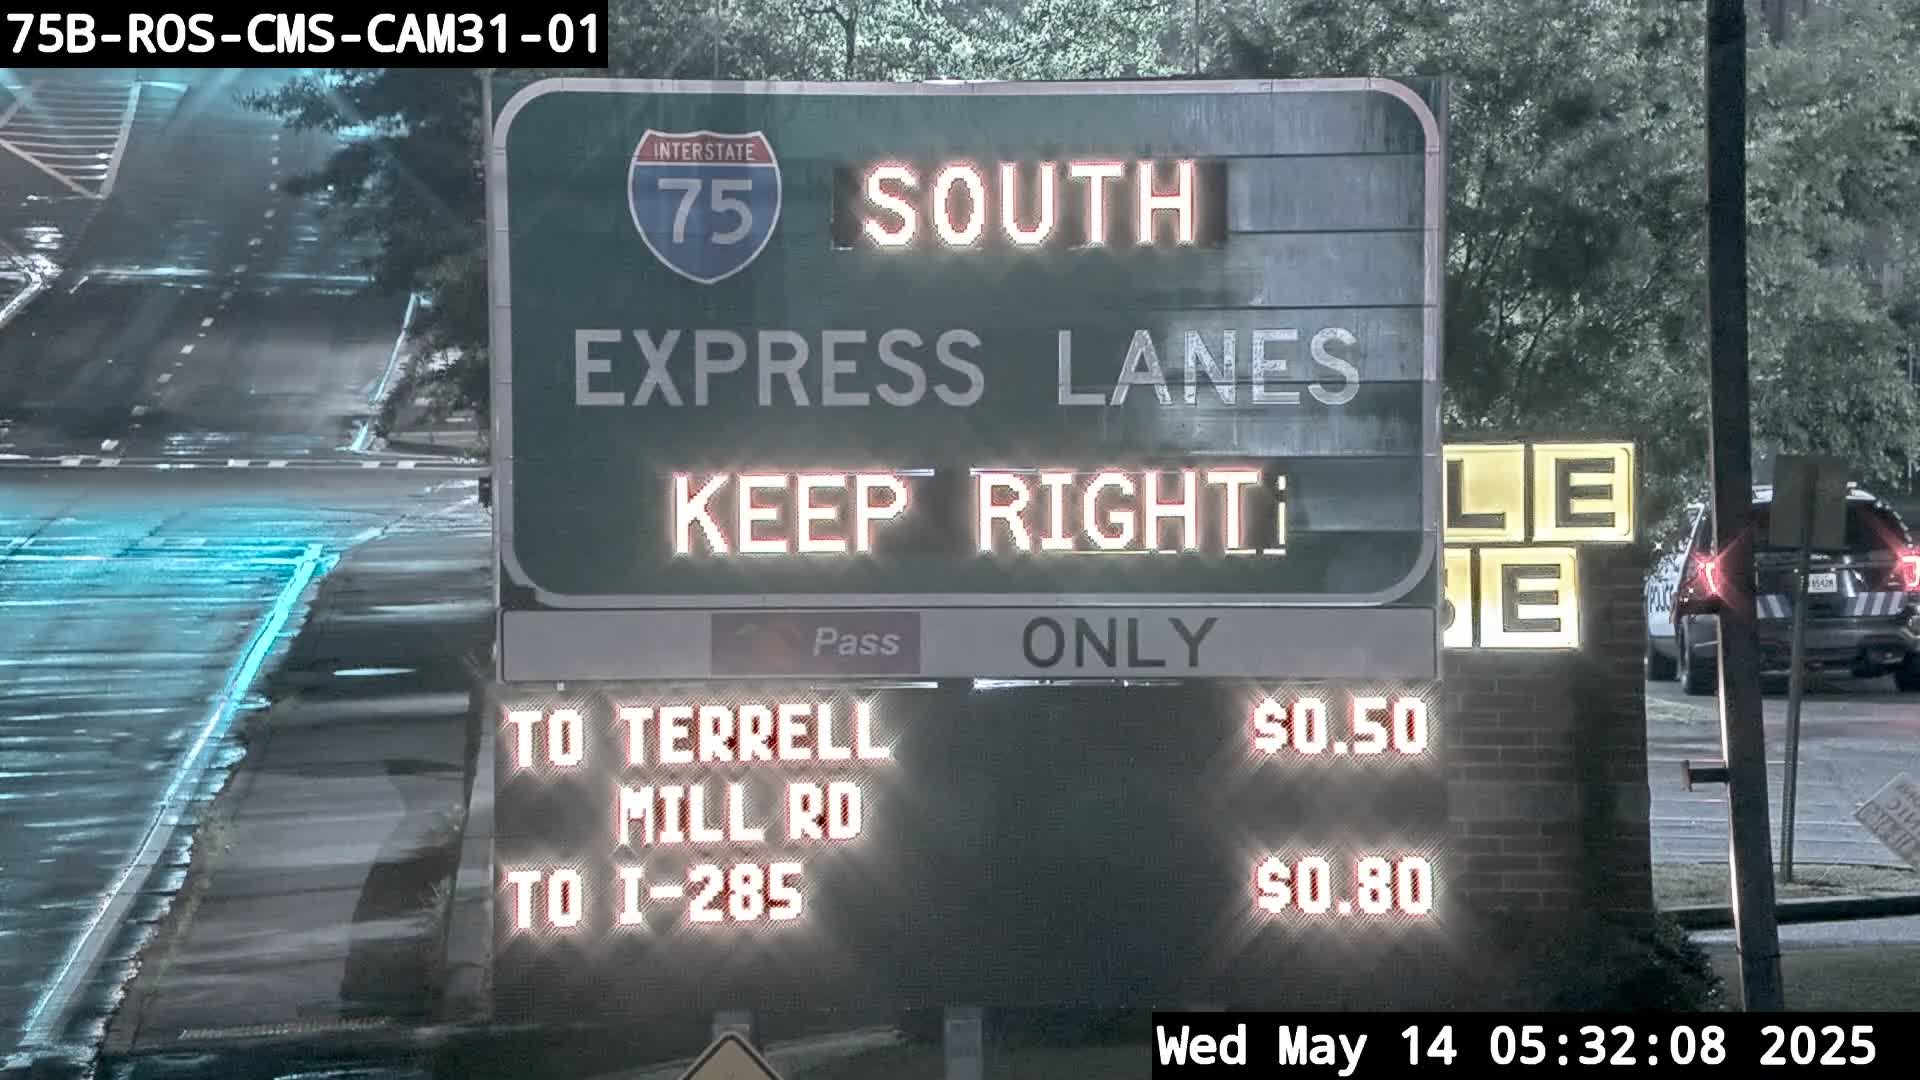 75B-ROS-CMS-CAM31-01
INTERSTATE
75
SOUTH
EXPRESS LANES
KEEP RIGHT
LE
E
POLICE
Pass ONLY
TO TERRELL $0.50
MILL RD
TO I-285 $0.80
Wed May 14 05:32:08 2025